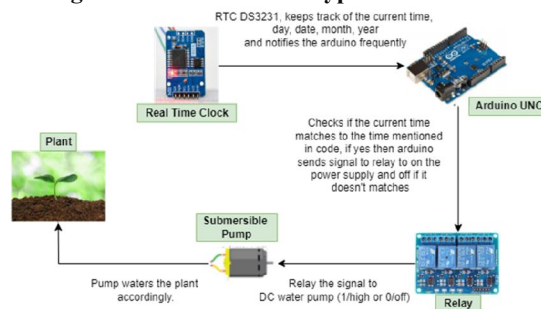 RTC DS3231, keeps track of the current time,
day, date, month, year
and notifies the arduino frequently
Real Time Clock
Arduino UNO
Checks if the current time
matches to the time mentioned
in code, if yes then arduino
sends signal to relay to on the
power supply and off if it
doesn't matches
Plant
Submersible
Pump
Pump waters the plant
accordingly.
Relay the signal to
DC water pump (1/high or 0/off)
Relay